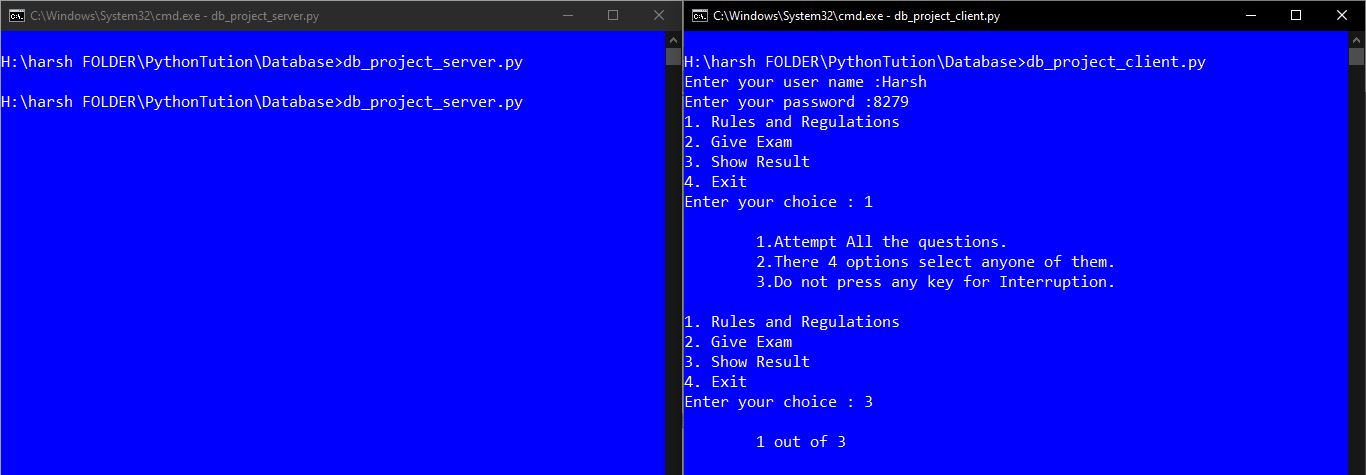 C:\Windows\System32\cmd.exe - db_project_server.py
H:\harsh FOLDER\PythonTution\Database>db_project_server.py
H:\harsh FOLDER\PythonTution\Database>db_project_server.py
C:\Windows\System32\cmd.exe - db_project_client.py
H:\harsh FOLDER\PythonTution\Database>db_project_client.py
Enter your user name :Harsh
Enter your password :8279
1. Rules and Regulations
2. Give Exam
3. Show Result
4. Exit
Enter your choice : 1
1.Attempt All the questions.
2.There 4 options select anyone of them.
3.Do not press any key for Interruption.
1. Rules and Regulations
2. Give Exam
3. Show Result
4. Exit
Enter your choice : 3
1 out of 3